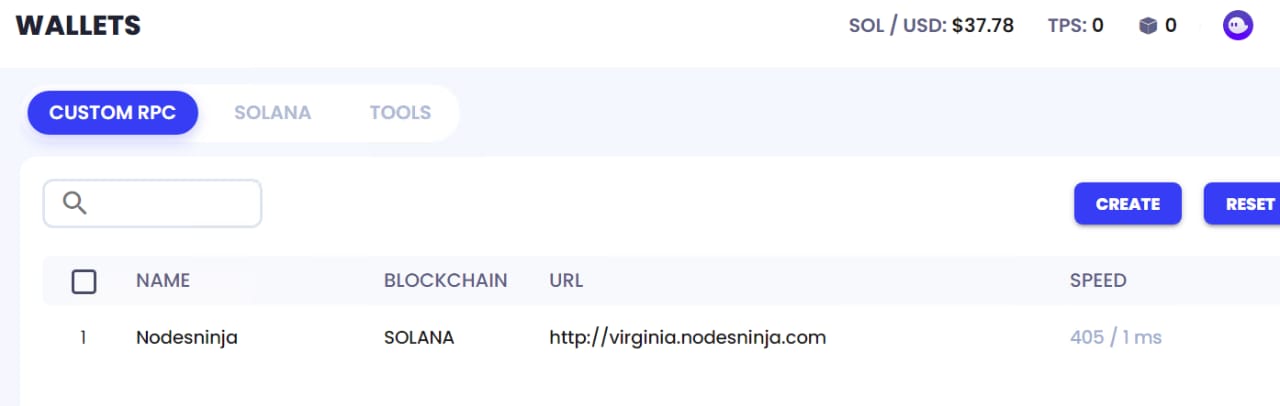 WALLETS SOL / USD: $37.78 TPS: 0 0
CUSTOM RPC SOLANA TOOLS
CREATE RESET
NAME BLOCKCHAIN URL SPEED
1 Nodesninja SOLANA http://virginia.nodesninja.com 405 / 1 ms